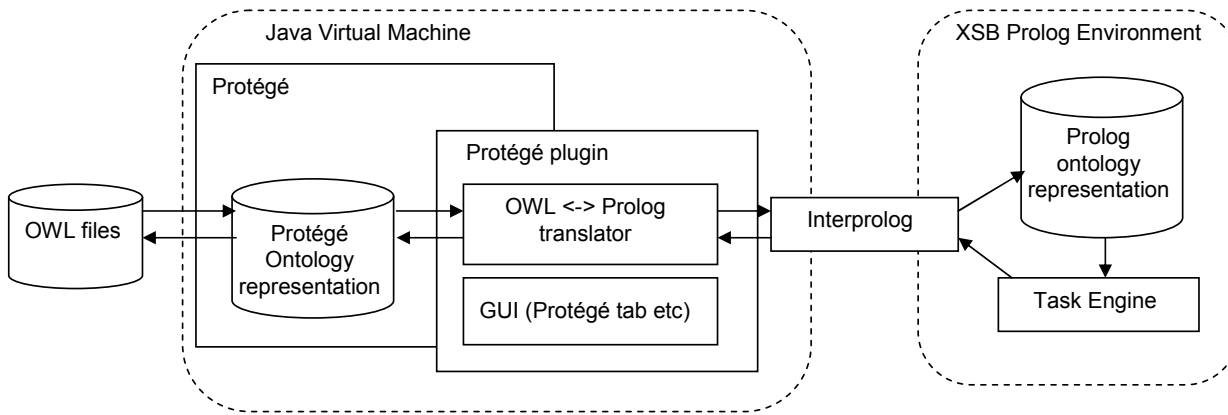 Java Virtual Machine
XSB Prolog Environment
Protégé
Protégé plugin
OWL files
Protégé
Ontology
representation
OWL <-> Prolog
translator
GUI (Protégé tab etc)
Interprolog
Prolog
ontology
representation
Task Engine